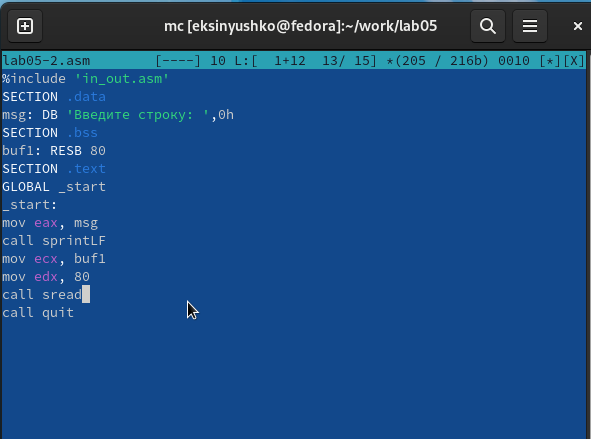 mc [eksinyushko@fedora]:~/work/lab05
lab05-2.asm [----] 10 L:[ 1+12 13/ 15] *(205 / 216b) 0010 [*][X]
%include 'in_out.asm'
SECTION .data
msg: DB 'Введите строку: ',0h
SECTION .bss
buf1: RESB 80
SECTION .text
GLOBAL _start
_start:
mov eax, msg
call sprintLF
mov ecx, buf1
mov edx, 80
call sread
call quit